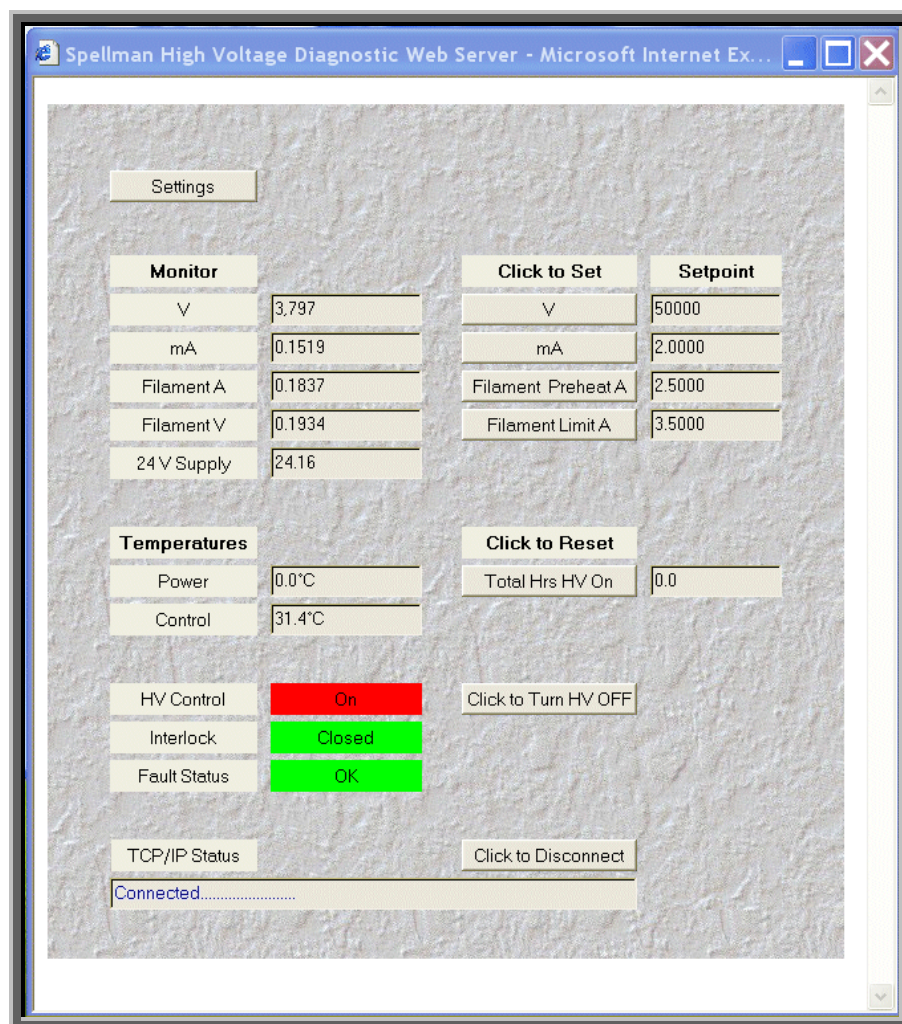 Spellman High Voltage Diagnostic Web Server - Microsoft Internet Ex...
Settings
Monitor Click to Set Setpoint
V 3,797 V 50000
mA 0.1519 mA 2.0000
Filament A 0.1837 Filament Preheat A 2.5000
Filament V 0.1934 Filament Limit A 3.5000
24 V Supply 24.16
Temperatures Click to Reset
Power 0.0°C Total Hrs HV On 0.0
Control 31.4°C
HV Control On Click to Turn HV OFF
Interlock Closed
Fault Status OK
TCP/IP Status Click to Disconnect
Connected.......................